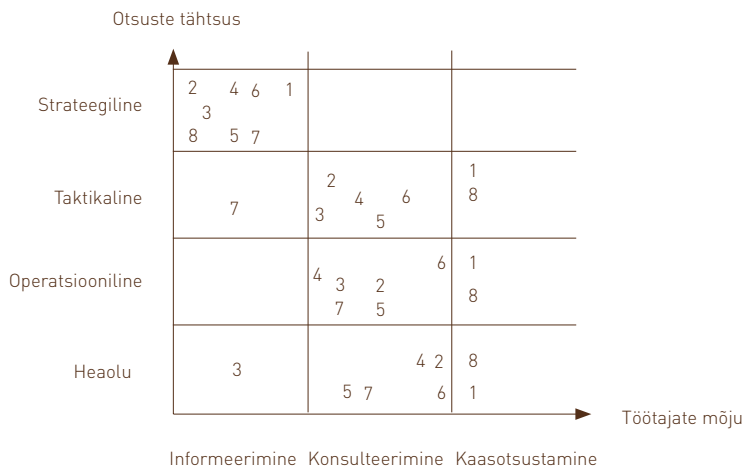 Otsuste tähtsus
2 4 6 1
Strateegiline
3
8 5 7
1
2
8
Taktikaline 4 6
7 3
5
6 1
4
Operatsiooniline 3 2
8
7 5
4 2 8
Heaolu 3
5 7 6 1
Töötajate mõju
Informeerimine Konsulteerimine Kaasotsustamine